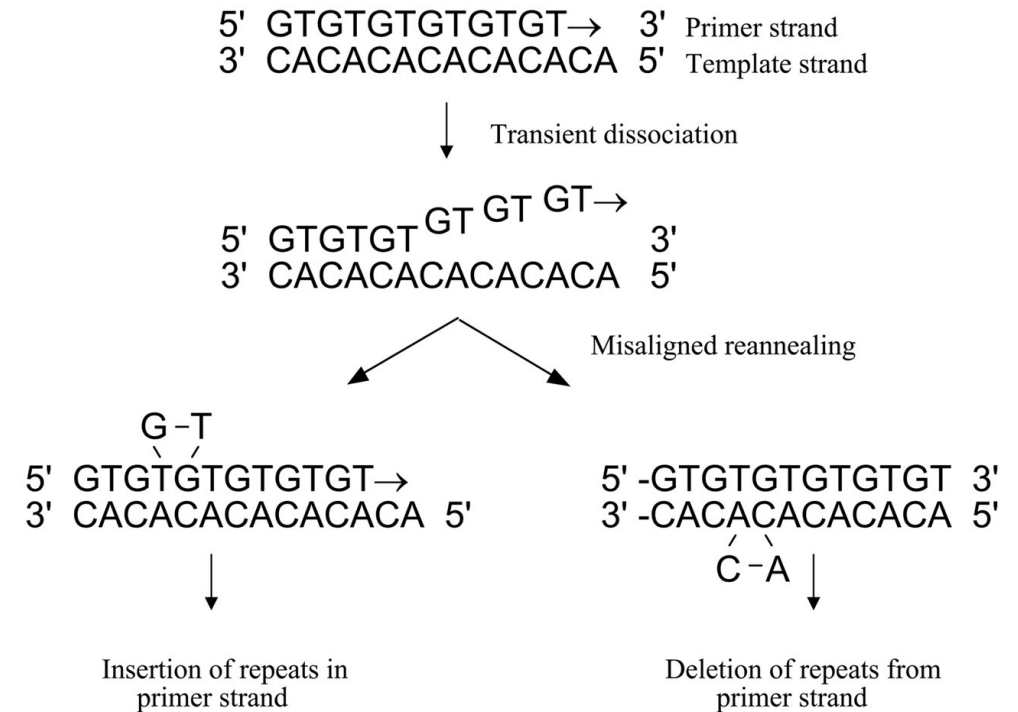 5' GTGTGTGTGTGT→ 3' Primer strand
3' CACACACACACACA 5' Template strand
Transient dissociation
5' GTGTGT GT GT GT→ 3'
3' CACACACACACACA 5'
Misaligned reannealing
G-T
5' GTGTGTGTGTGT→
3' CACACACACACACA 5'
5' -GTGTGTGTGTGT 3'
3' -CACACACACACA 5'
C-A
Insertion of repeats in
primer strand
Deletion of repeats from
primer strand